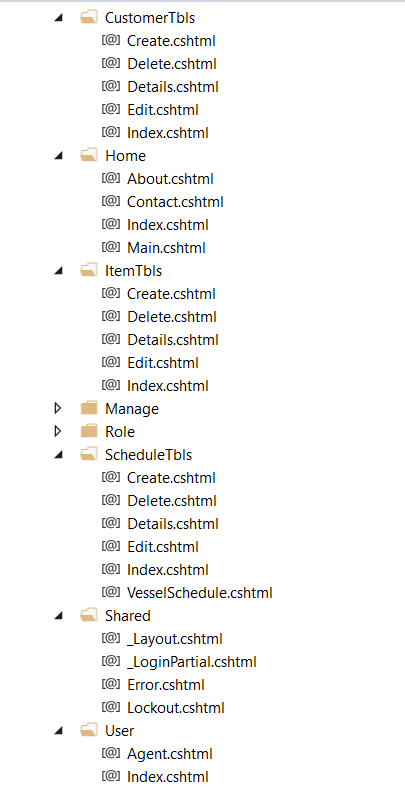 CustomerTbls
[@] Create.cshtml
[@] Delete.cshtml
[@] Details.cshtml
[@] Edit.cshtml
[@] Index.cshtml
Home
[@] About.cshtml
[@] Contact.cshtml
[@] Index.cshtml
[@] Main.cshtml
ItemTbls
[@] Create.cshtml
[@] Delete.cshtml
[@] Details.cshtml
[@] Edit.cshtml
[@] Index.cshtml
Manage
Role
ScheduleTbls
[@] Create.cshtml
[@] Delete.cshtml
[@] Details.cshtml
[@] Edit.cshtml
[@] Index.cshtml
[@] VesselSchedule.cshtml
Shared
[@] _Layout.cshtml
[@] _LoginPartial.cshtml
[@] Error.cshtml
[@] Lockout.cshtml
User
[@] Agent.cshtml
[@] Index.cshtml